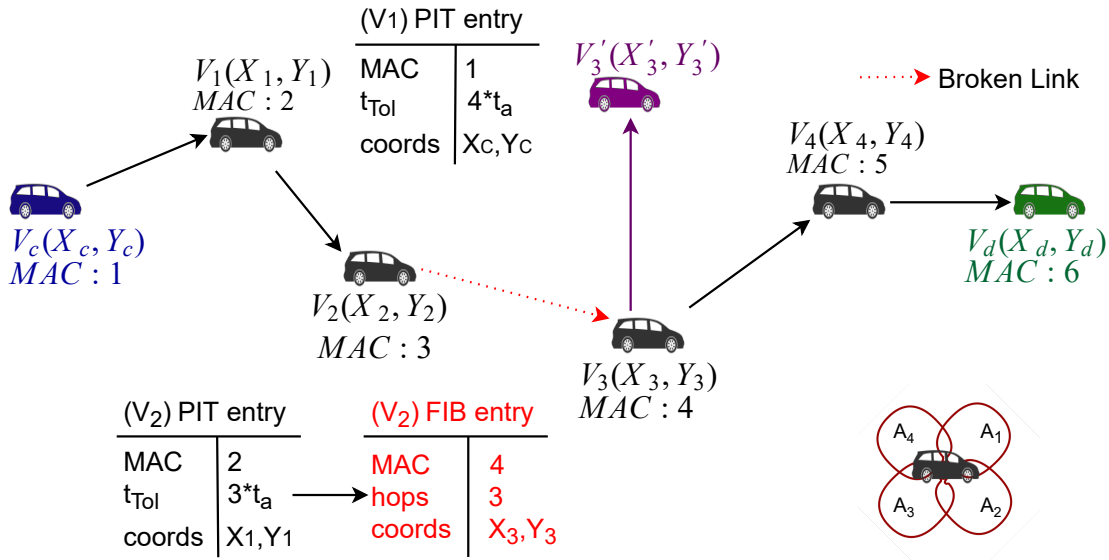 (V1) PIT entry
MAC 1
tTol 4*ta
coords XC,YC
V1(X1, Y1)
MAC : 2
V3'(X3', Y3')
Broken Link
V4(X4, Y4)
MAC : 5
Vc(Xc, Yc)
MAC : 1
Vd(Xd, Yd)
MAC : 6
V2(X2, Y2)
MAC : 3
V3(X3, Y3)
MAC : 4
(V2) PIT entry
MAC 2
tTol 3*ta
coords X1,Y1
(V2) FIB entry
MAC 4
hops 3
coords X3,Y3
A4 A1
A3 A2